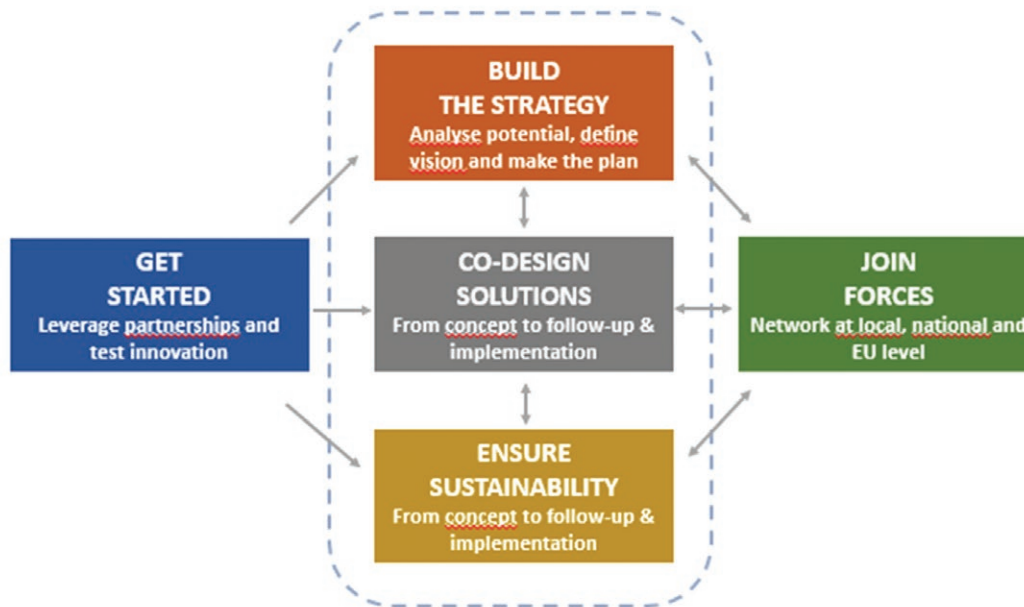 BUILD
THE STRATEGY
Analyse potential, define
vision and make the plan
GET
STARTED
Leverage partnerships and
test innovation
CO-DESIGN
SOLUTIONS
From concept to follow-up &
implementation
JOIN
FORCES
Network at local, national and
EU level
ENSURE
SUSTAINABILITY
From concept to follow-up &
implementation